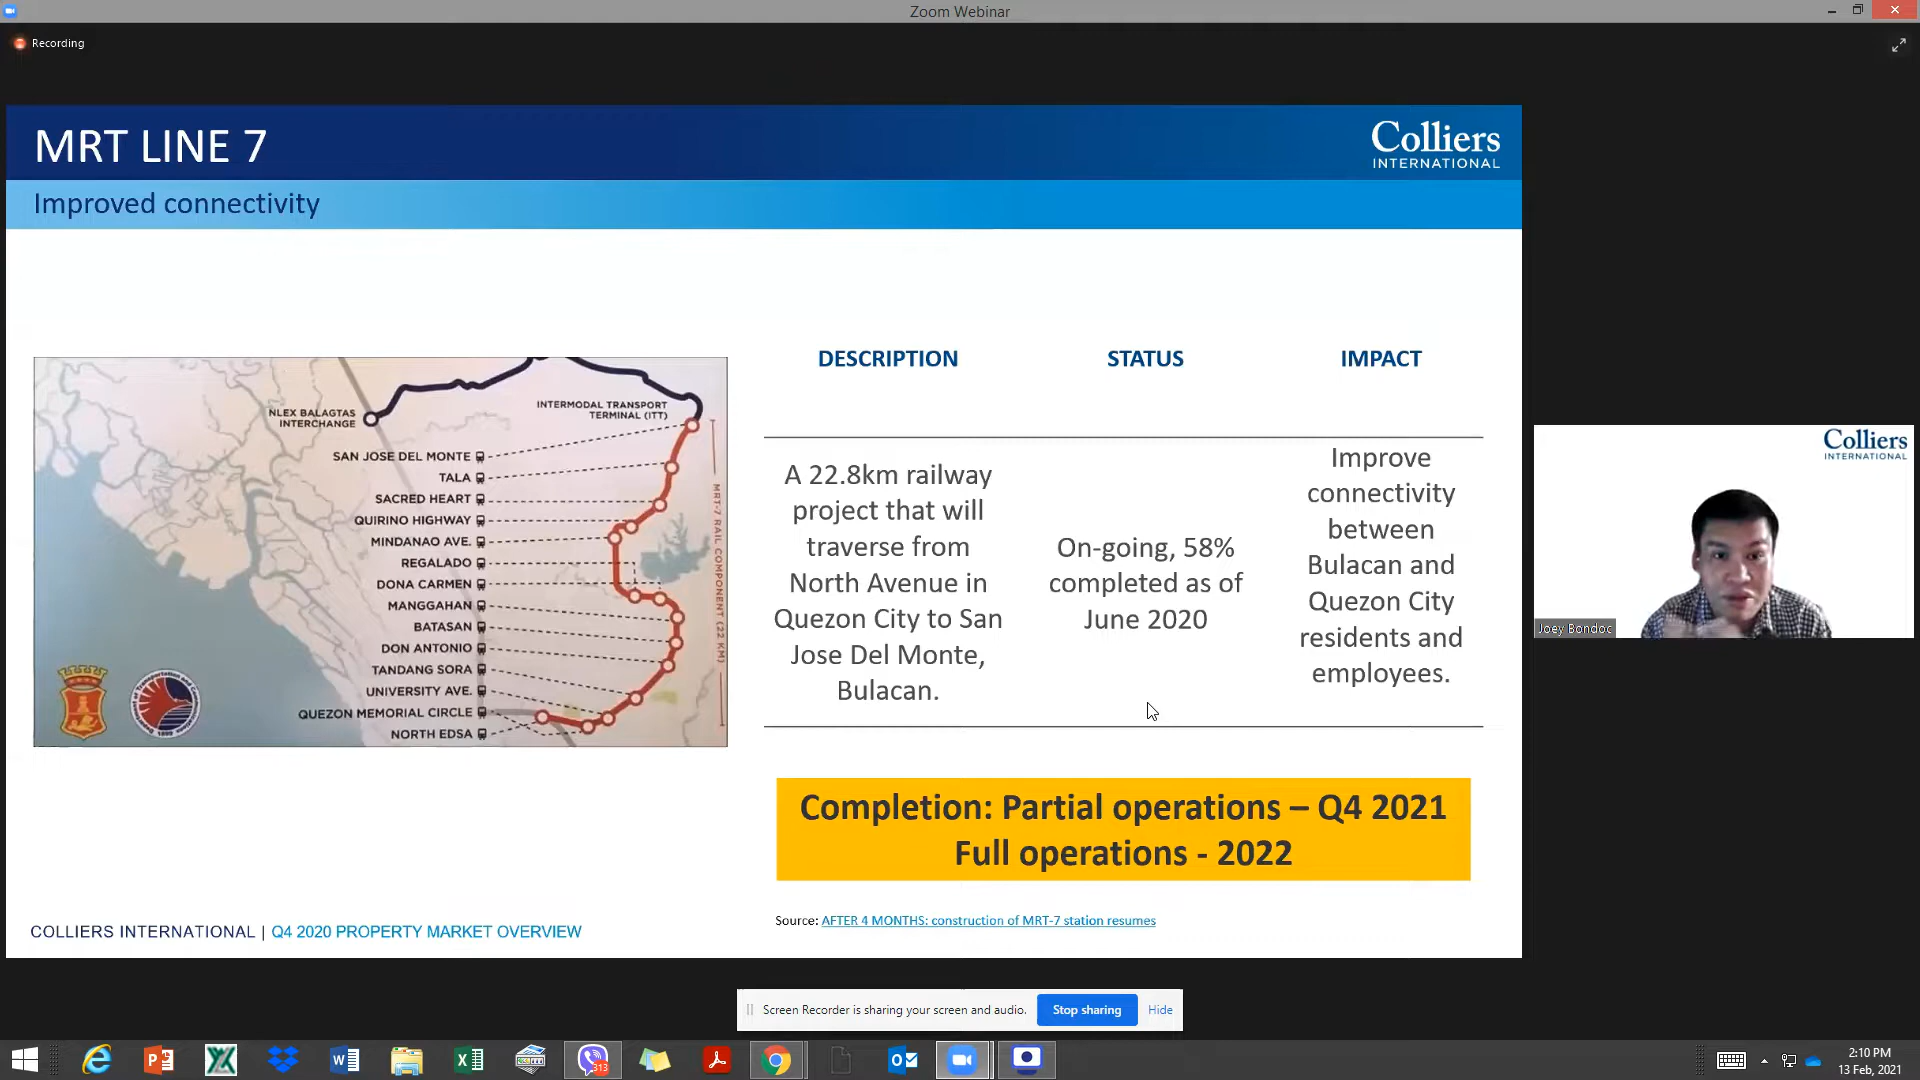 Zoom Webinar
Recording
MRT LINE 7
Colliers
INTERNATIONAL
Improved connectivity
NLEX BALAGTAS
INTERCHANGE
INTERMODAL TRANSPORT
TERMINAL (ITT)
SAN JOSE DEL MONTE
TALA
SACRED HEART
QUIRINO HIGHWAY
MINDANAO AVE.
REGALADO
DONA CARMEN
MANGGAHAN
BATASAN
DON ANTONIO
TANDANG SORA
UNIVERSITY AVE.
QUEZON MEMORIAL CIRCLE
NORTH EDSA
MRT-7 RAIL COMPONENT (22 KM)
DESCRIPTION
A 22.8km railway
project that will
traverse from
North Avenue in
Quezon City to San
Jose Del Monte,
Bulacan.
STATUS
On-going, 58%
completed as of
June 2020
IMPACT
Improve
connectivity
between
Bulacan and
Quezon City
residents and
employees.
Completion: Partial operations – Q4 2021
Full operations - 2022
Source: AFTER 4 MONTHS: construction of MRT-7 station resumes
COLLIERS INTERNATIONAL | Q4 2020 PROPERTY MARKET OVERVIEW
Colliers
INTERNATIONAL
Joey Bondoc
Screen Recorder is sharing your screen and audio.
Stop sharing
Hide
313
2:10 PM
13 Feb, 2021